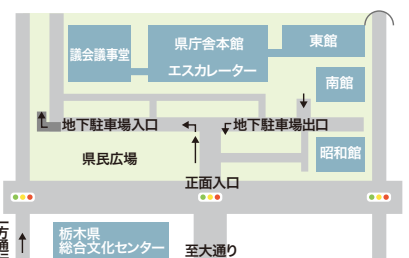 議会議事堂
県庁舎本館
エスカレーター
東館
南館
地下駐車場入口
地下駐車場出口
昭和館
県民広場
正面入口
一方通
栃木県
総合文化センター
至大通り